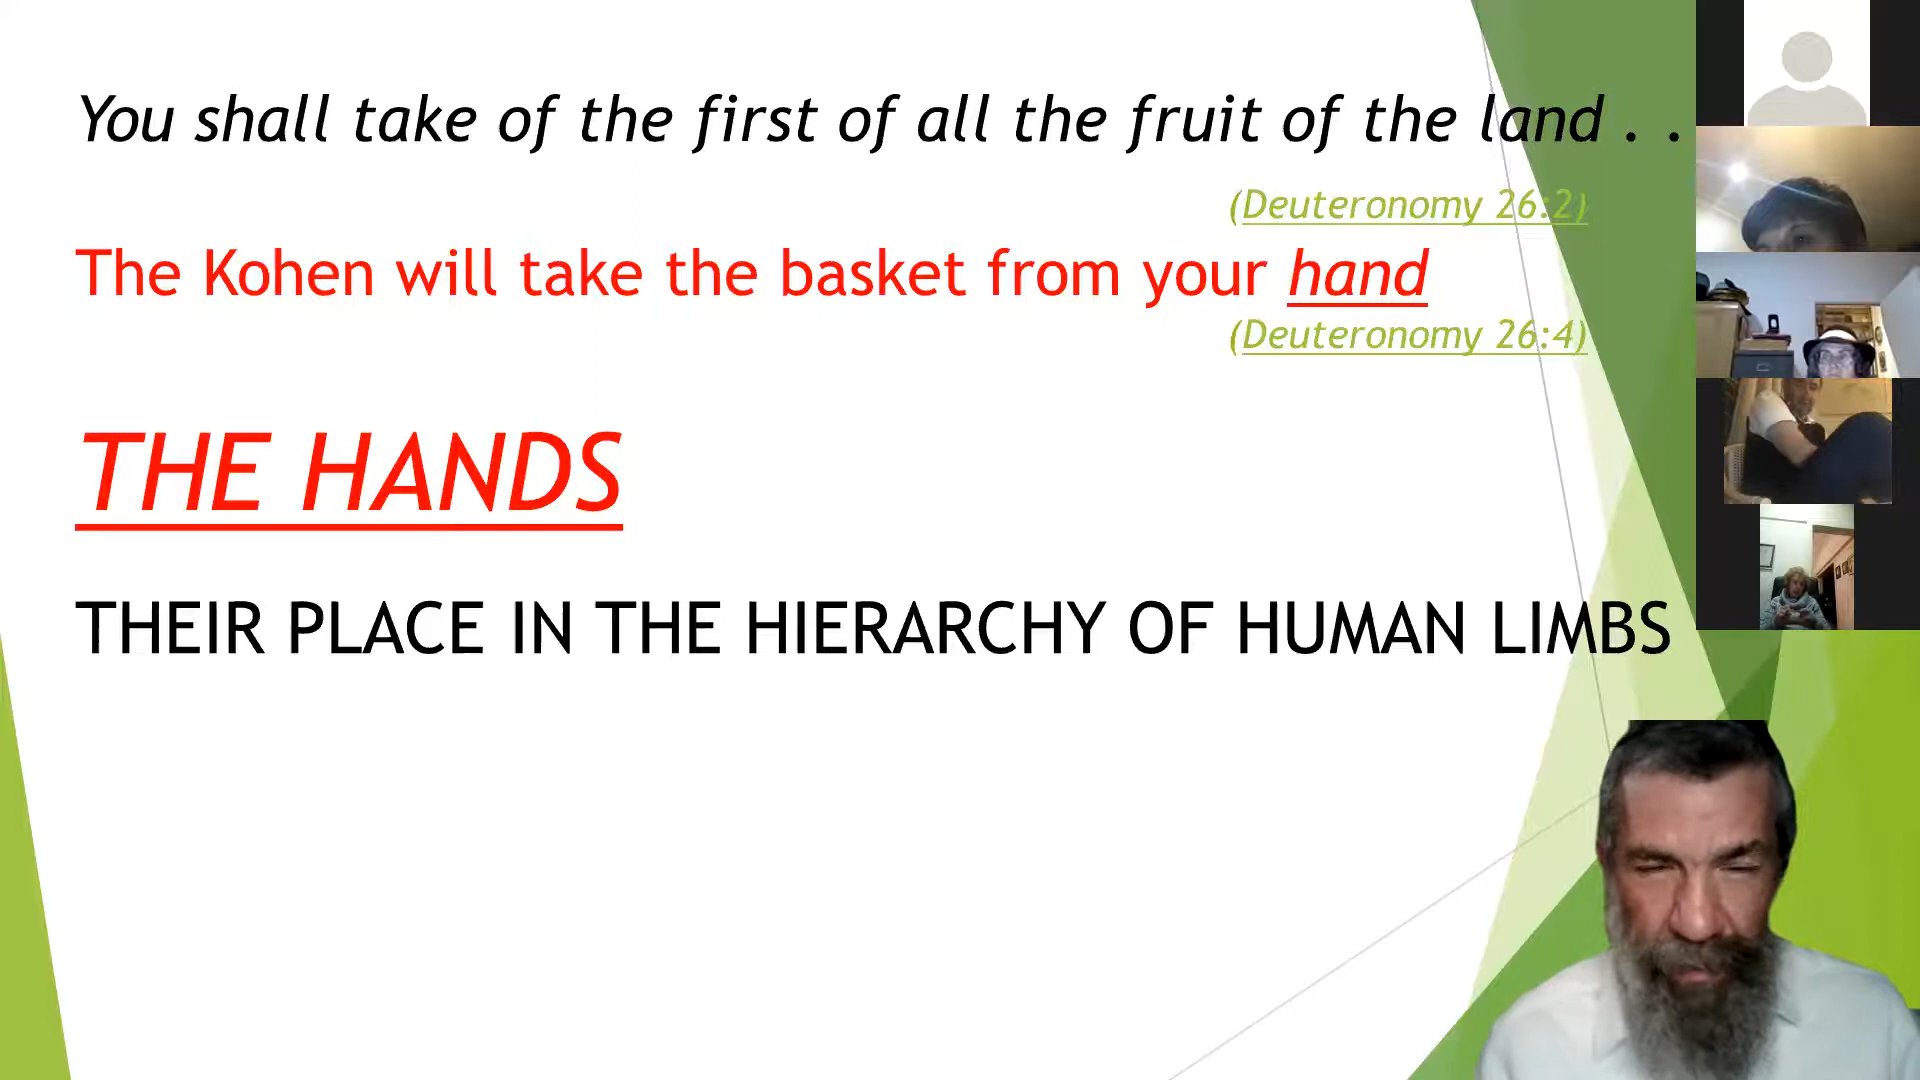 You shall take of the first of all the fruit of the land . .
(Deuteronomy 26:2)
The Kohen will take the basket from your hand
(Deuteronomy 26:4)
THE HANDS
THEIR PLACE IN THE HIERARCHY OF HUMAN LIMBS